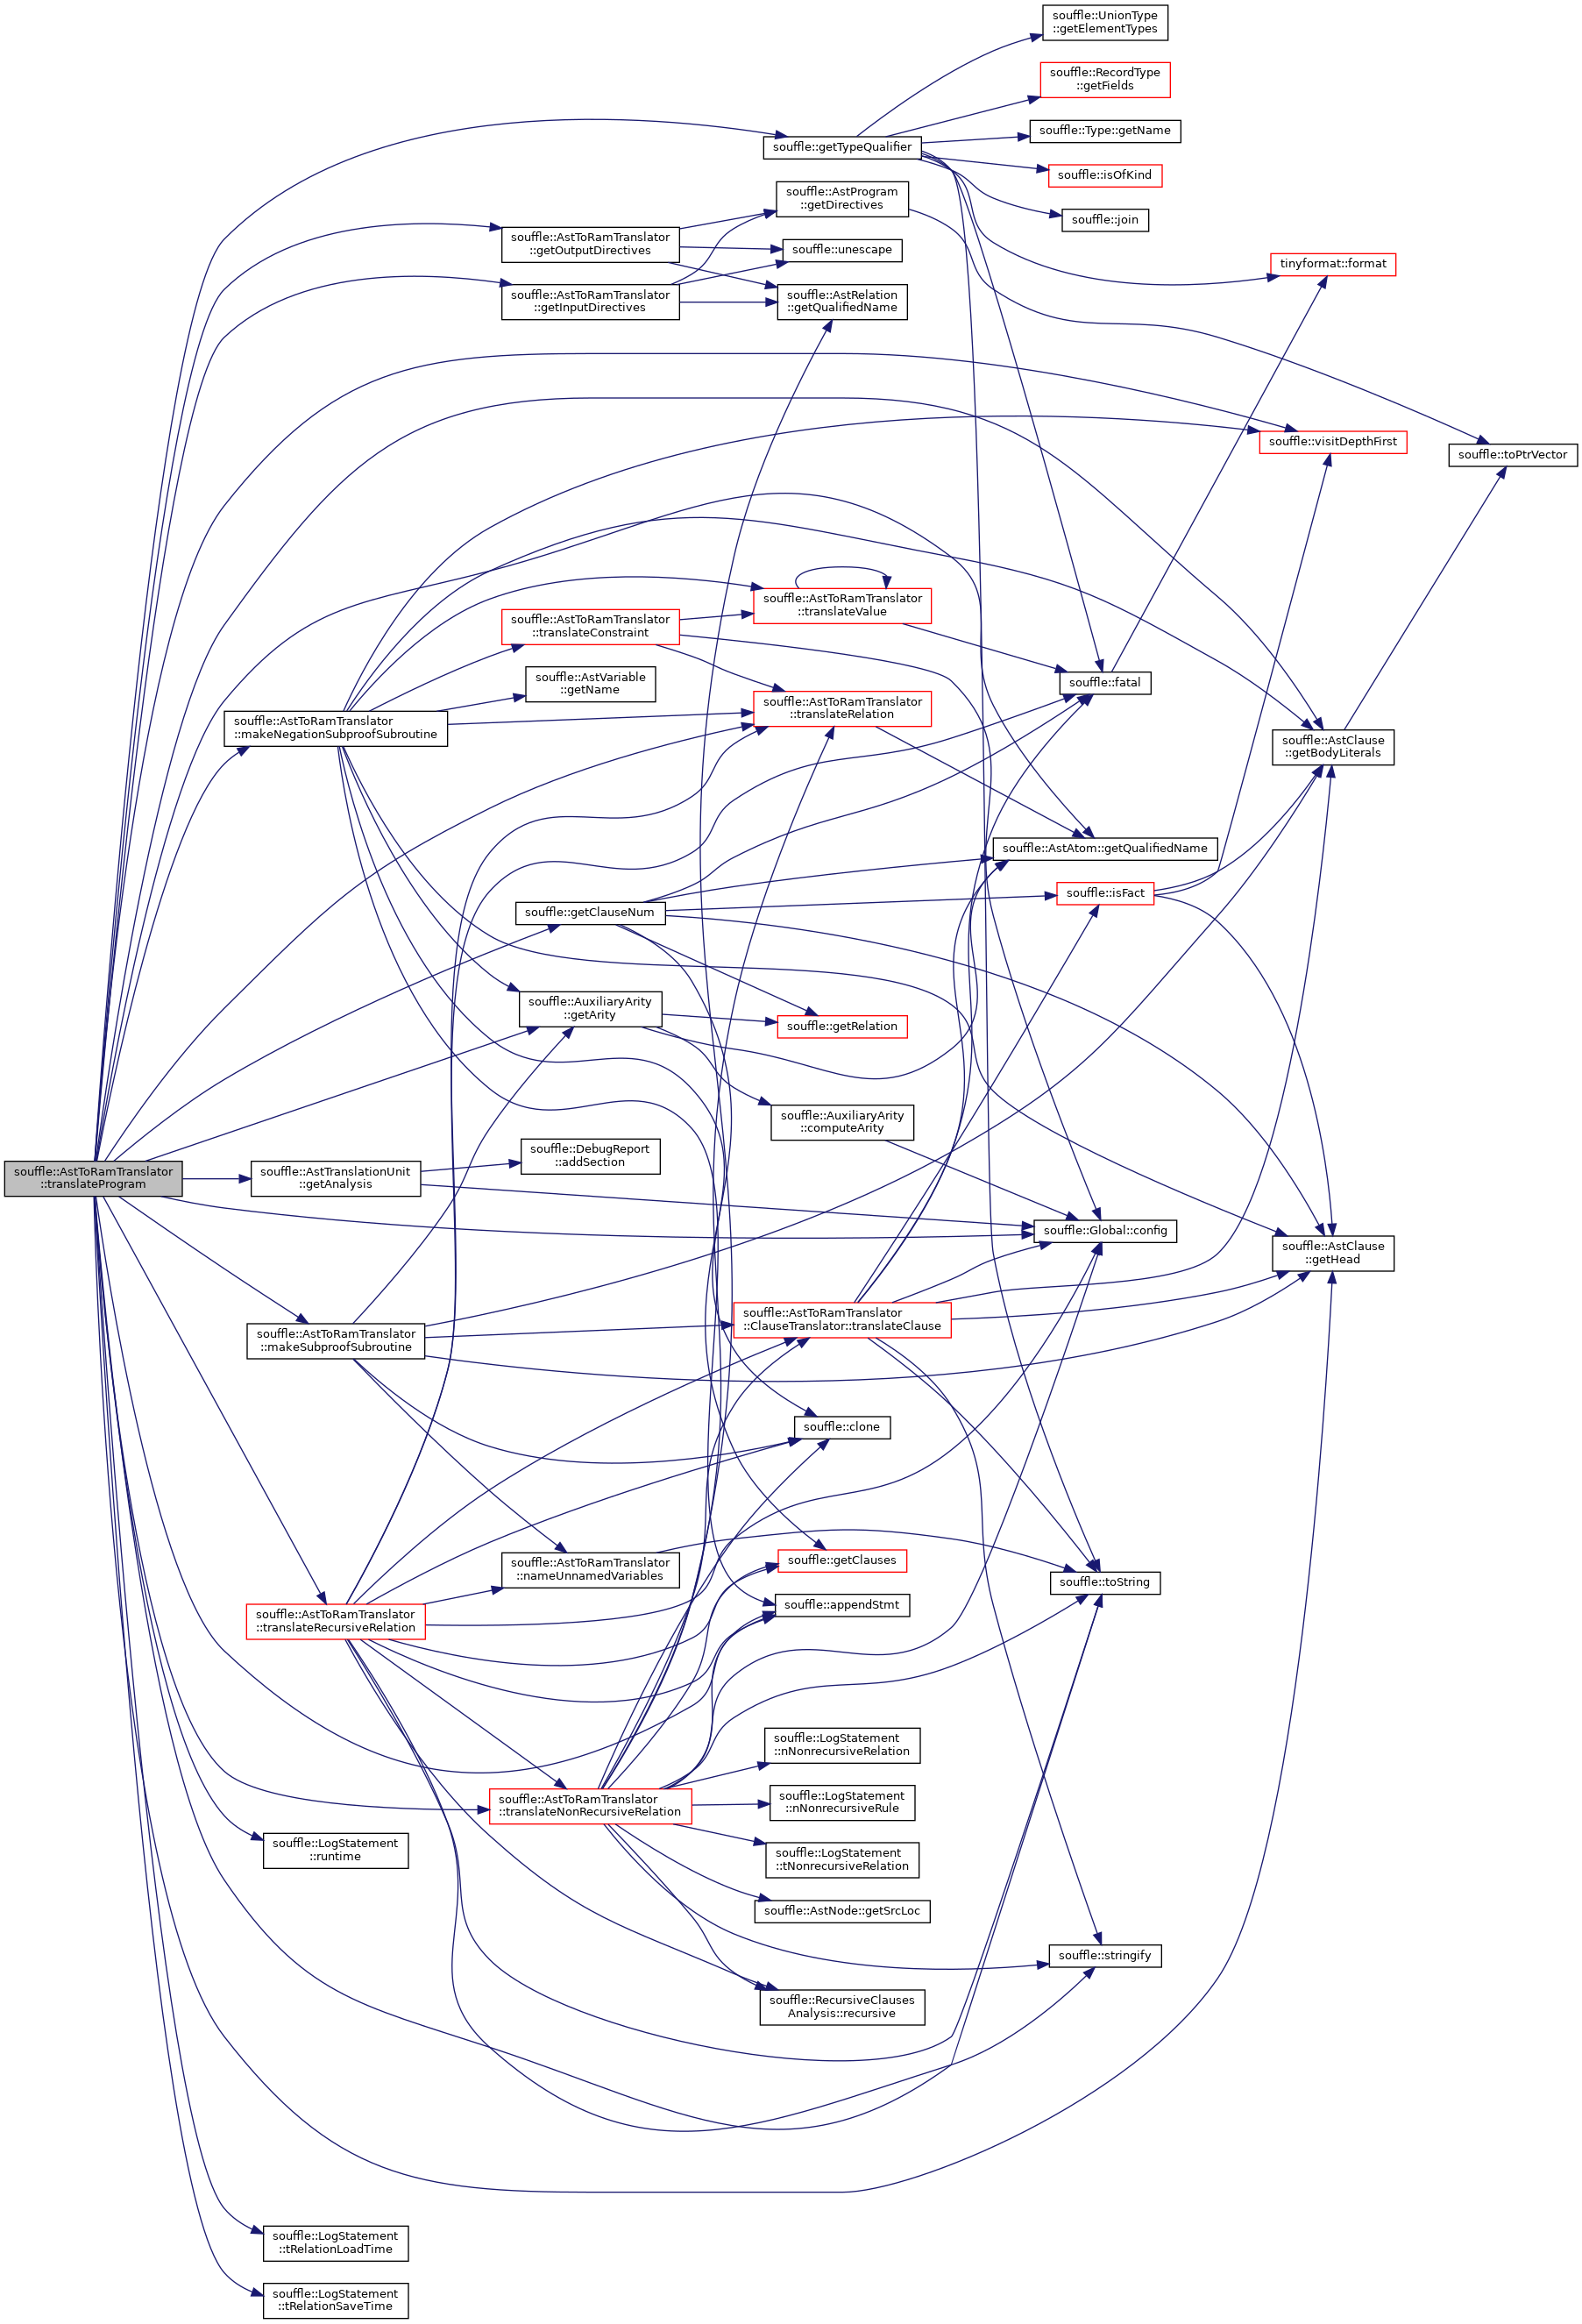 souffle::UnionType
::getElementTypes
souffle::RecordType
::getFields
souffle::Type::getName
souffle::getTypeQualifier
souffle::isOfKind
souffle::AstProgram
::getDirectives
souffle::join
souffle::AstToRamTranslator
::getOutputDirectives
souffle::unescape
tinyformat::format
souffle::AstToRamTranslator
::getInputDirectives
souffle::AstRelation
::getQualifiedName
souffle::visitDepthFirst
souffle::toPtrVector
souffle::AstToRamTranslator
::translateValue
souffle::AstToRamTranslator
::translateConstraint
souffle::AstVariable
::getName
souffle::fatal
souffle::AstToRamTranslator
::translateRelation
souffle::AstToRamTranslator
::makeNegationSubproofSubroutine
souffle::AstClause
::getBodyLiterals
souffle::AstAtom::getQualifiedName
souffle::isFact
souffle::getClauseNum
souffle::AuxiliaryArity
::getArity
souffle::getRelation
souffle::AuxiliaryArity
::computeArity
souffle::DebugReport
::addSection
souffle::AstToRamTranslator
::translateProgram
souffle::AstTranslationUnit
::getAnalysis
souffle::Global::config
souffle::AstClause
::getHead
souffle::AstToRamTranslator
::ClauseTranslator::translateClause
souffle::AstToRamTranslator
::makeSubproofSubroutine
souffle::clone
souffle::AstToRamTranslator
::nameUnnamedVariables
souffle::getClauses
souffle::toString
souffle::appendStmt
souffle::AstToRamTranslator
::translateRecursiveRelation
souffle::LogStatement
::nNonrecursiveRelation
souffle::AstToRamTranslator
::translateNonRecursiveRelation
souffle::LogStatement
::nNonrecursiveRule
souffle::LogStatement
::runtime
souffle::LogStatement
::tNonrecursiveRelation
souffle::AstNode::getSrcLoc
souffle::stringify
souffle::RecursiveClauses
Analysis::recursive
souffle::LogStatement
::tRelationLoadTime
souffle::LogStatement
::tRelationSaveTime